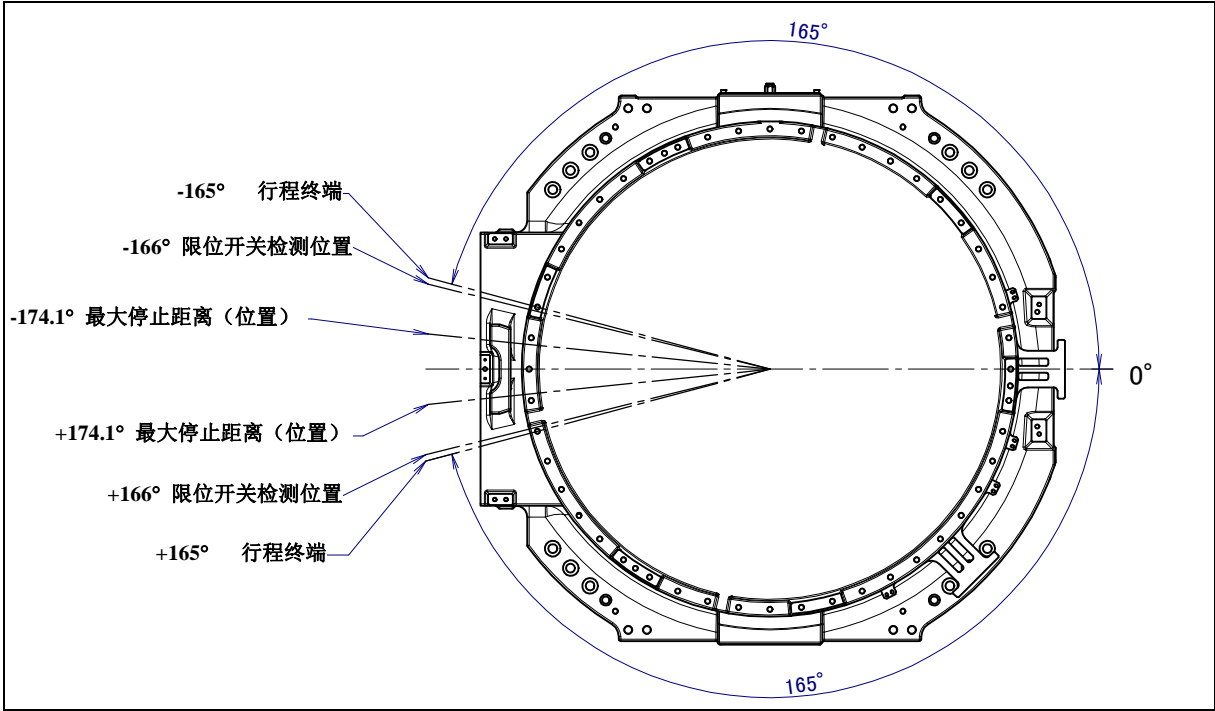 165°
-165° 行程终端
-166° 限位开关检测位置
-174.1° 最大停止距离（位置）
0°
+174.1° 最大停止距离（位置）
+166° 限位开关检测位置
+165° 行程终端
165°